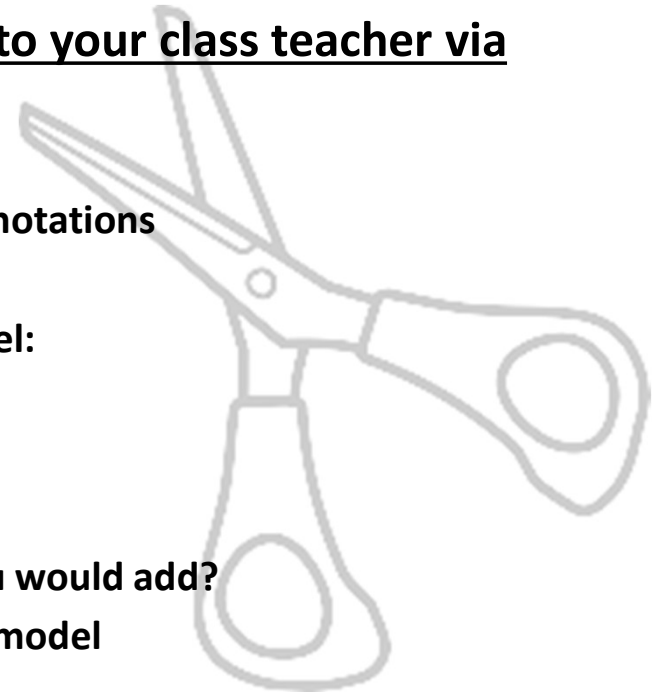 to your class teacher via
notations
el:
u would add?
model